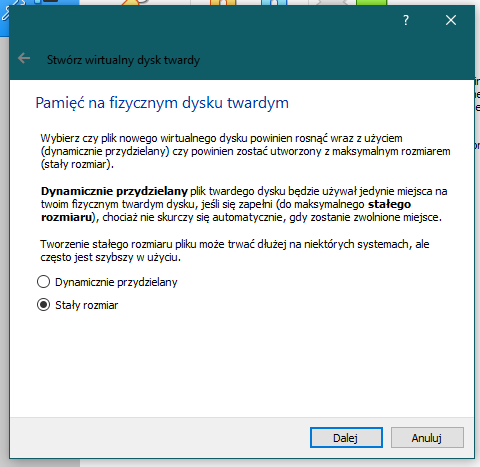 ?
Stwórz wirtualny dysk twardy
Pamięć na fizycznym dysku twardym
Wybierz czy plik nowego wirtualnego dysku powinien rosnąć wraz z użyciem
(dynamicznie przydzielany) czy powinien zostać utworzony z maksymalnym rozmiarem
(stały rozmiar).
Dynamicznie przydzielany plik twardego dysku będzie używał jedynie miejsca na
twoim fizycznym twardym dysku, jeśli się zapełni (do maksymalnego stałego
rozmiaru), chociaż nie skurczy się automatycznie, gdy zostanie zwolnione miejsce.
Tworzenie stałego rozmiaru pliku może trwać dłużej na niektórych systemach, ale
często jest szybszy w użyciu.
Dynamicznie przydzielany
Stały rozmiar
Dalej
Anuluj